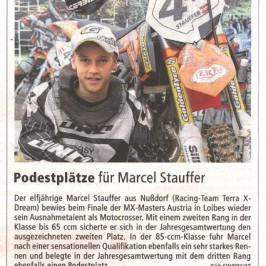 Podestplätze für Marcel Stauffer
Der elfjährige Marcel Stauffer aus Nußdorf (Racing-Team Terra X-
Dream) bewies beim Finale der MX-Masters Austria in Loibes wieder
sein Ausnahmetalent als Motocrosser. Mit einem zweiten Rang in der
Klasse bis 65 ccm sicherte er sich in der Jahresgesamtwertung den
ausgezeichneten zweiten Platz. In der 85-ccm-Klasse fuhr Marcel
nach einer sensationellen Qualifikation ebenfalls ein sehr starkes Ren-
nen und belegte in der Jahresgesamtwertung mit dem dritten Rang
ebenfalls einen Podestplatz.